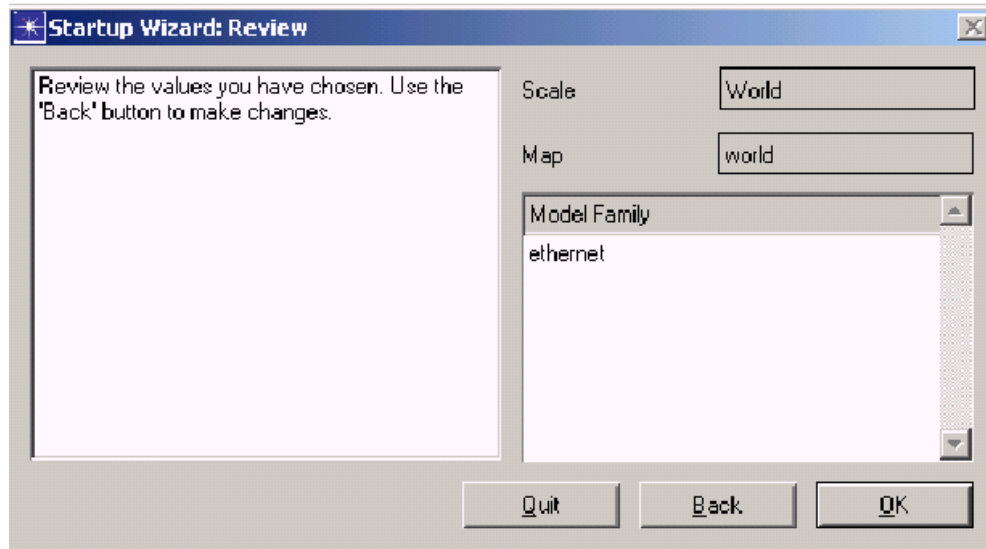 Startup Wizard: Review
Review the values you have chosen. Use the
'Back' button to make changes.
Scale
World
Map
world
Model Family
ethernet
Quit
Back
OK